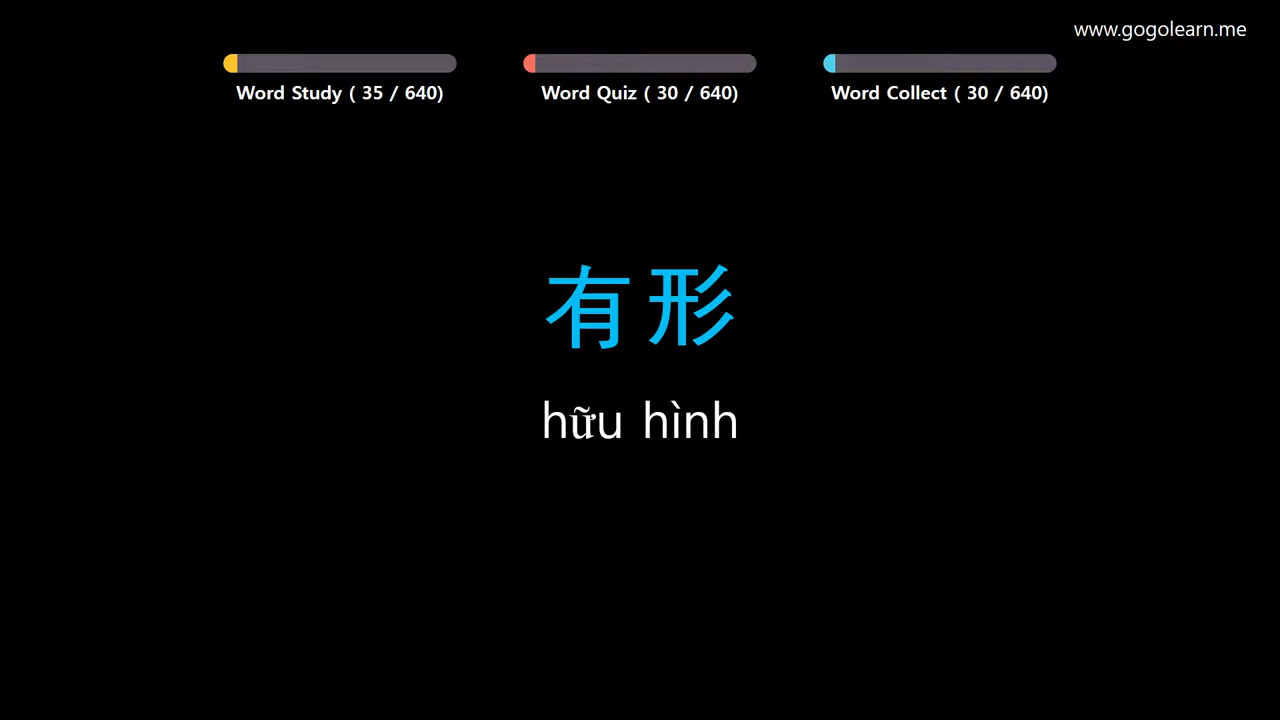 www.gogolearn.me
Word Study ( 35 / 640)
Word Quiz ( 30 / 640)
Word Collect ( 30 / 640)
有形
hữu hình